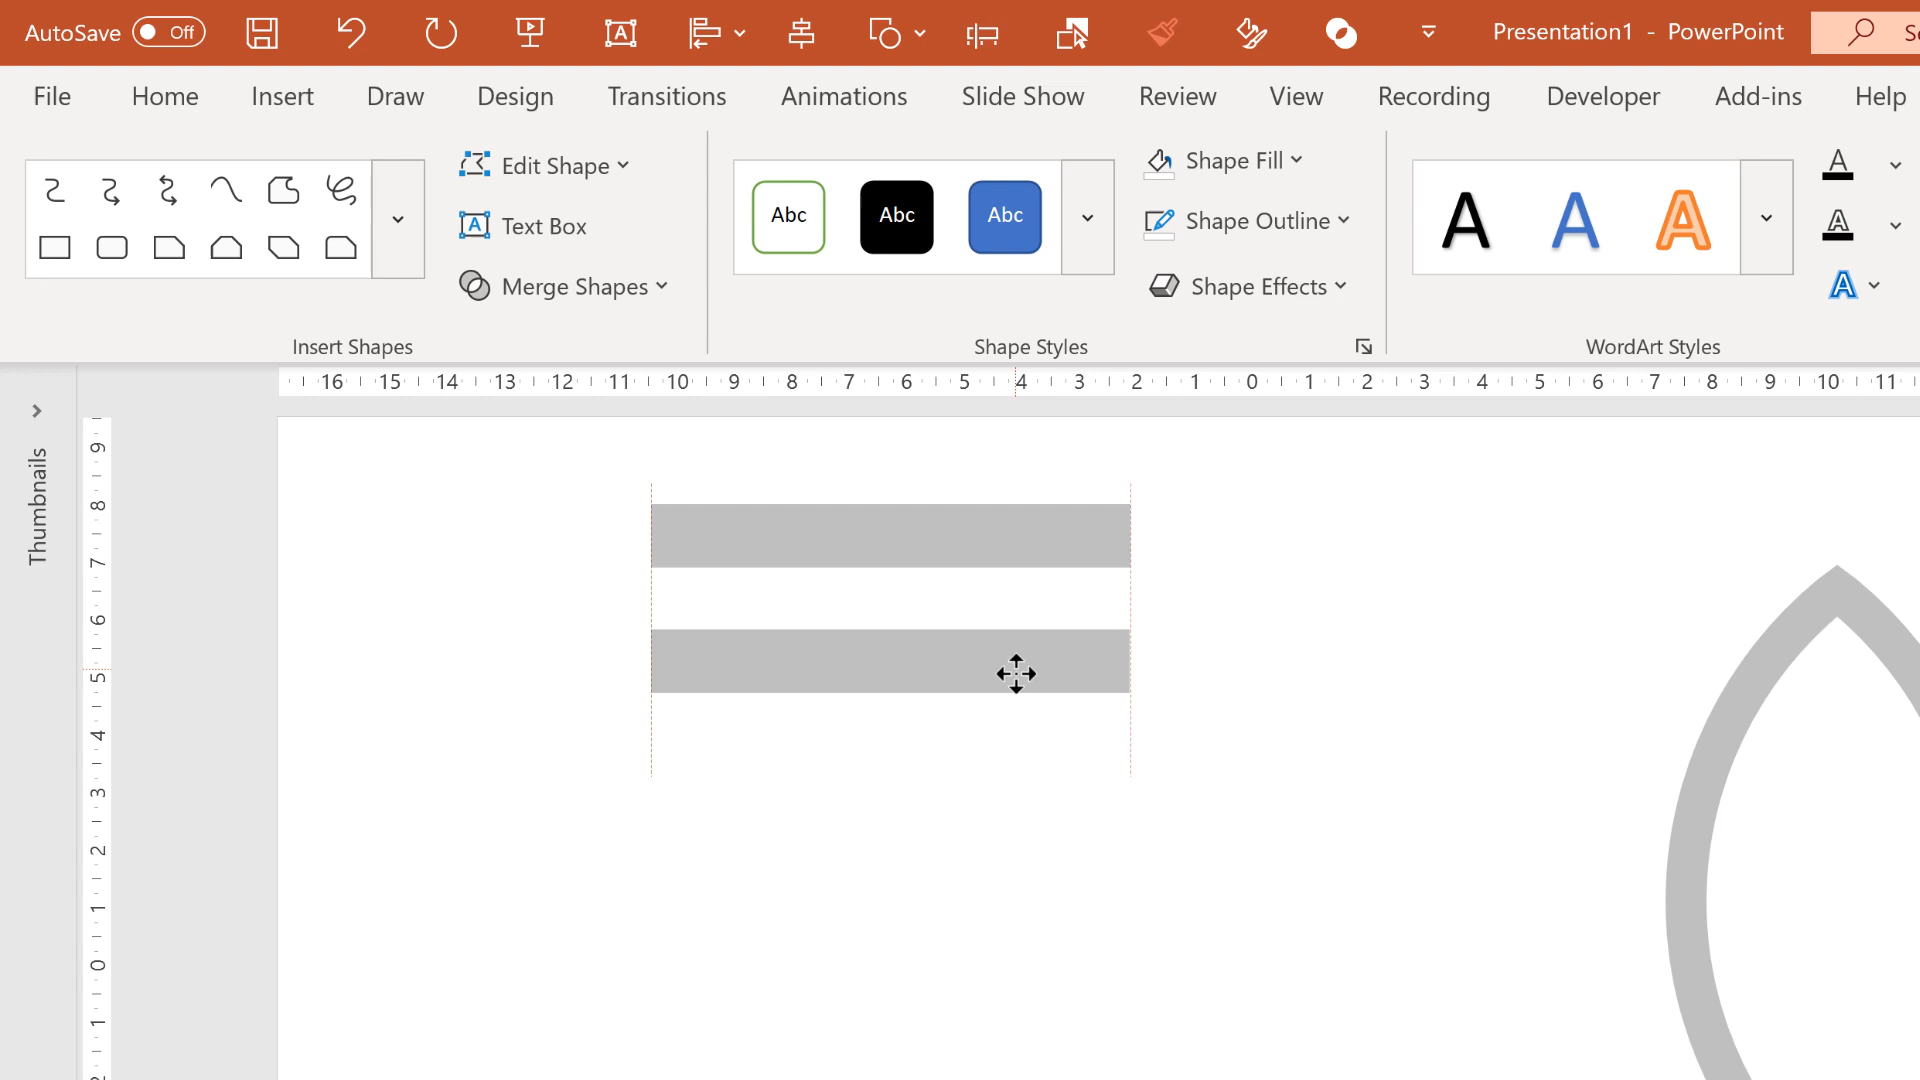 AutoSave Off
Presentation1 - PowerPoint
File Home Insert Draw Design Transitions Animations Slide Show Review View Recording Developer Add-ins Help
Edit Shape
Text Box
Merge Shapes
Insert Shapes
Abc Abc Abc
Shape Fill
Shape Outline
Shape Effects
Shape Styles
A A A
WordArt Styles
16 15 14 13 12 11 10 9 8 7 6 5 4 3 2 1 0 1 2 3 4 5 6 7 8 9 10 11
Thumbnails
9
8
7
6
5
4
3
2
1
0
1